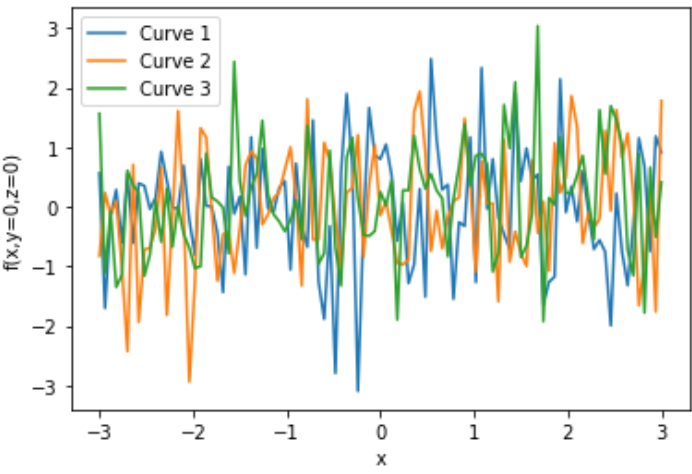 Curve 1
Curve 2
Curve 3
f(x,y=0,z=0)
3
2
1
0
−1
−2
−3
−3
−2
−1
0
1
2
3
x